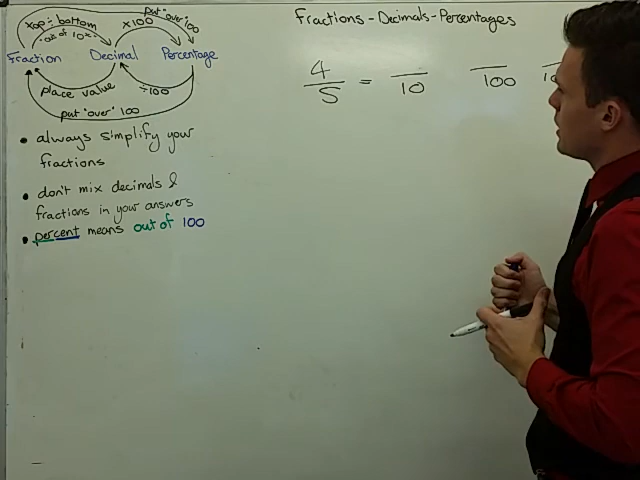 Fractions - Decimals - Percentages
top ÷ bottom
"out of 10^x"
x100
put "over" 100
Fraction Decimal Percentage
place value
÷100
put "over" 100
• always simplify your
fractions
• don't mix decimals &
fractions in your answers
• percent means out of 100
4/5 = /10
/100